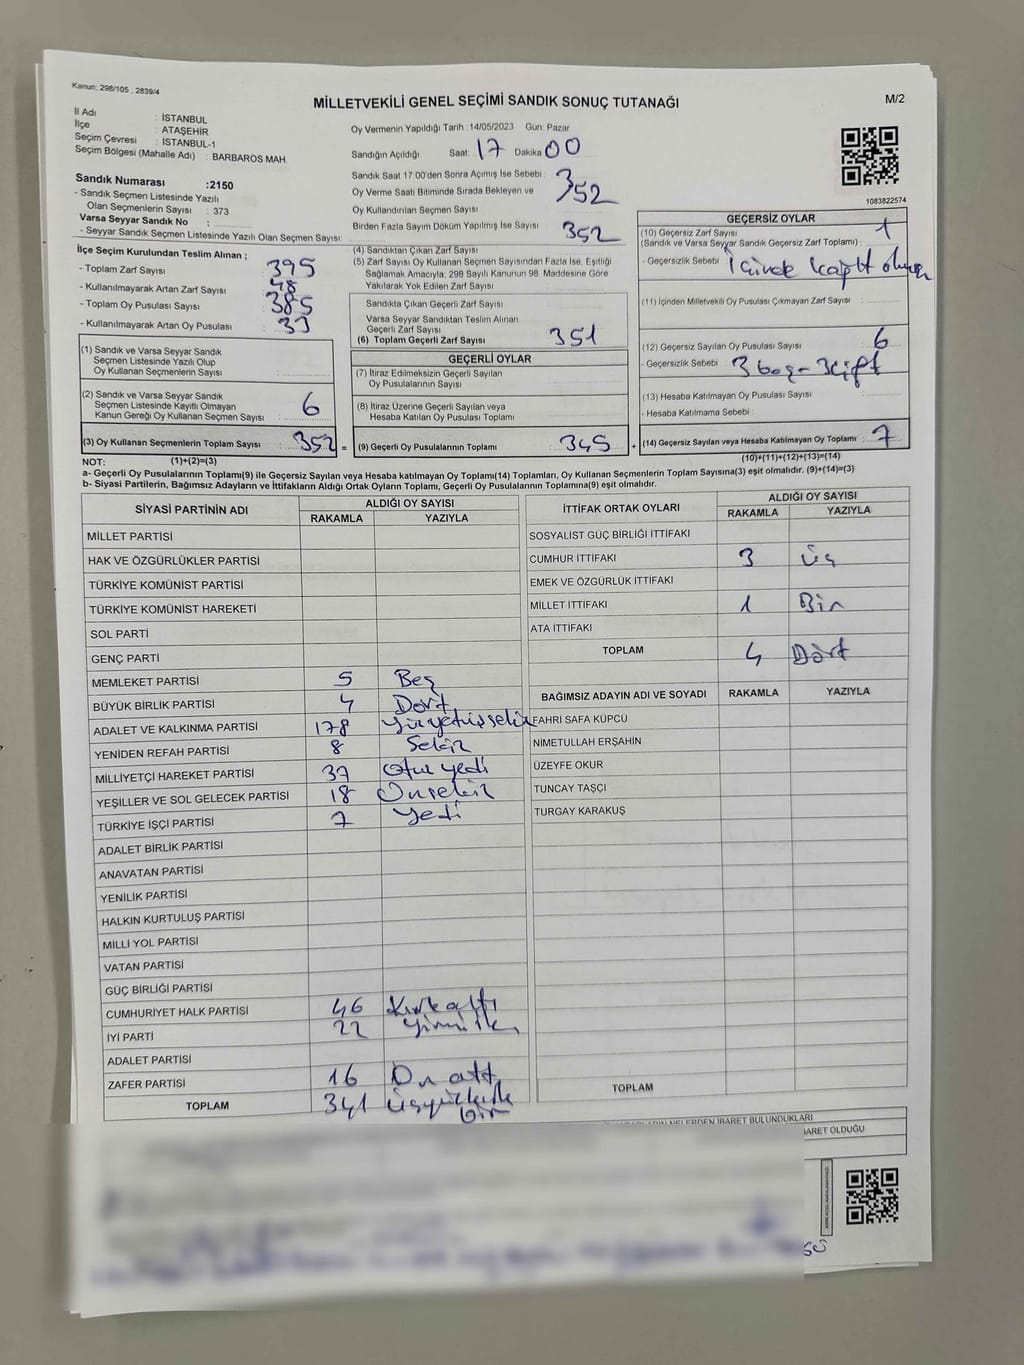 Kanun; 298/105 , 2839/4
MİLLETVEKİLİ GENEL SEÇİMİ SANDIK SONUÇ TUTANAĞI
M/2
İl Adı : İSTANBUL
İlçe : ATAŞEHİR
Seçim Çevresi : İSTANBUL-1
Seçim Bölgesi (Mahalle Adı) : BARBAROS MAH.
Sandık Numarası :2150
- Sandık Seçmen Listesinde Yazılı
Olan Seçmenlerin Sayısı : 373
Varsa Seyyar Sandık No :
- Seyyar Sandık Seçmen Listesinde Yazılı Olan Seçmen Sayısı:
Oy Vermenin Yapıldığı Tarih :14/05/2023 Gün: Pazar
Sandığın Açıldığı Saat: 17 Dakika 00
Sandık Saat 17:00'den Sonra Açımış İse Sebebi :
Oy Verme Saati Bitiminde Sırada Bekleyen ve 352
Oy Kullandırılan Seçmen Sayısı
Birden Fazla Sayım Döküm Yapılmış İse Sayısı 352
1083822574
İlçe Seçim Kurulundan Teslim Alınan ;
- Toplam Zarf Sayısı : 395
- Kullanılmayarak Artan Zarf Sayısı : 48
- Toplam Oy Pusulası Sayısı : 385
- Kullanılmayarak Artan Oy Pusulası : 33
(1) Sandık ve Varsa Seyyar Sandık
Seçmen Listesinde Yazılı Olup
Oy Kullanan Seçmenlerin Sayısı :
(2) Sandık ve Varsa Seyyar Sandık
Seçmen Listesinde Kayıtlı Olmayan
Kanun Gereği Oy Kullanan Seçmen Sayısı : 6
(3) Oy Kullanan Seçmenlerin Toplam Sayısı : 352 =
(4) Sandıktan Çıkan Zarf Sayısı
(5) Zarf Sayısı Oy Kullanan Seçmen Sayısından Fazla İse, Eşitliği
Sağlamak Amacıyla, 298 Sayılı Kanunun 98. Maddesine Göre
Yakılarak Yok Edilen Zarf Sayısı :
Sandıkta Çıkan Geçerli Zarf Sayısı
Varsa Seyyar Sandıktan Teslim Alınan
Geçerli Zarf Sayısı
(6) Toplam Geçerli Zarf Sayısı : 351
GEÇERLİ OYLAR
(7) İtiraz Edilmeksizin Geçerli Sayılan
Oy Pusulalarının Sayısı :
(8) İtiraz Üzerine Geçerli Sayılan veya
Hesaba Katılan Oy Pusulaları Toplamı :
(9) Geçerli Oy Pusulalarının Toplamı : 345 +
GEÇERSİZ OYLAR
(10) Geçersiz Zarf Sayısı 1
(Sandık ve Varsa Seyyar Sandık Geçersiz Zarf Toplamı) :
- Geçersizlik Sebebi : İçinde kağıt olmayan
(11) İçinden Milletvekili Oy Pusulası Çıkmayan Zarf Sayısı :
(12) Geçersiz Sayılan Oy Pusulası Sayısı : 6
- Geçersizlik Sebebi : 3 boş - 3 çift
(13) Hesaba Katılmayan Oy Pusulası Sayısı :
- Hesaba Katılmama Sebebi :
(14) Geçersiz Sayılan veya Hesaba Katılmayan Oy Toplamı : 7
NOT: (1)+(2)=(3)
(10)+(11)+(12)+(13)=(14)
a- Geçerli Oy Pusulalarının Toplamı(9) ile Geçersiz Sayılan veya Hesaba katılmayan Oy Toplamı(14) Toplamları, Oy Kullanan Seçmenlerin Toplam Sayısına(3) eşit olmalıdır. (9)+(14)=(3)
b- Siyasi Partilerin, Bağımsız Adayların ve İttifakların Aldığı Ortak Oyların Toplamı, Geçerli Oy Pusulalarının Toplamına(9) eşit olmalıdır.
SİYASİ PARTİNİN ADI ALDIĞI OY SAYISI
RAKAMLA YAZIYLA
MİLLET PARTİSİ
HAK VE ÖZGÜRLÜKLER PARTİSİ
TÜRKİYE KOMÜNİST PARTİSİ
TÜRKİYE KOMÜNİST HAREKETİ
SOL PARTİ
GENÇ PARTİ
MEMLEKET PARTİSİ 5 Beş
BÜYÜK BİRLİK PARTİSİ 4 Dört
ADALET VE KALKINMA PARTİSİ 178 Yüzyetmişsekiz
YENİDEN REFAH PARTİSİ 8 Sekiz
MİLLİYETÇİ HAREKET PARTİSİ 37 Otuz yedi
YEŞİLLER VE SOL GELECEK PARTİSİ 18 Onsekiz
TÜRKİYE İŞÇİ PARTİSİ 7 Yedi
ADALET BİRLİK PARTİSİ
ANAVATAN PARTİSİ
YENİLİK PARTİSİ
HALKIN KURTULUŞ PARTİSİ
MİLLİ YOL PARTİSİ
VATAN PARTİSİ
GÜÇ BİRLİĞİ PARTİSİ
CUMHURİYET HALK PARTİSİ 46 Kırkaltı
İYİ PARTİ 22 Yirmi iki
ADALET PARTİSİ
ZAFER PARTİSİ 16 On altı
TOPLAM 341 üçyüzkırk
bir
İTTİFAK ORTAK OYLARI ALDIĞI OY SAYISI
RAKAMLA YAZIYLA
SOSYALİST GÜÇ BİRLİĞİ İTTİFAKI
CUMHUR İTTİFAKI 3 Üç
EMEK VE ÖZGÜRLÜK İTTİFAKI
MİLLET İTTİFAKI 1 Bir
ATA İTTİFAKI
TOPLAM 4 Dört
BAĞIMSIZ ADAYIN ADI VE SOYADI RAKAMLA YAZIYLA
FAHRİ SAFA KÜPCÜ
NİMETULLAH ERŞAHİN
ÜZEYFE OKUR
TUNCAY TAŞÇI
TURGAY KARAKUŞ
TOPLAM
NELERDEN İBARET BULUNDUKLARI
İBARET OLDUĞU